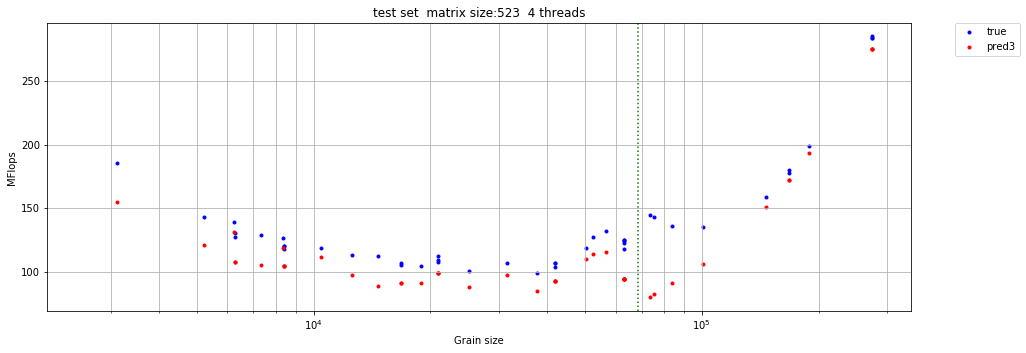 test set  matrix size:523  4 threads
true
pred3
MFlops
250
200
150
100
10⁴
10⁵
Grain size